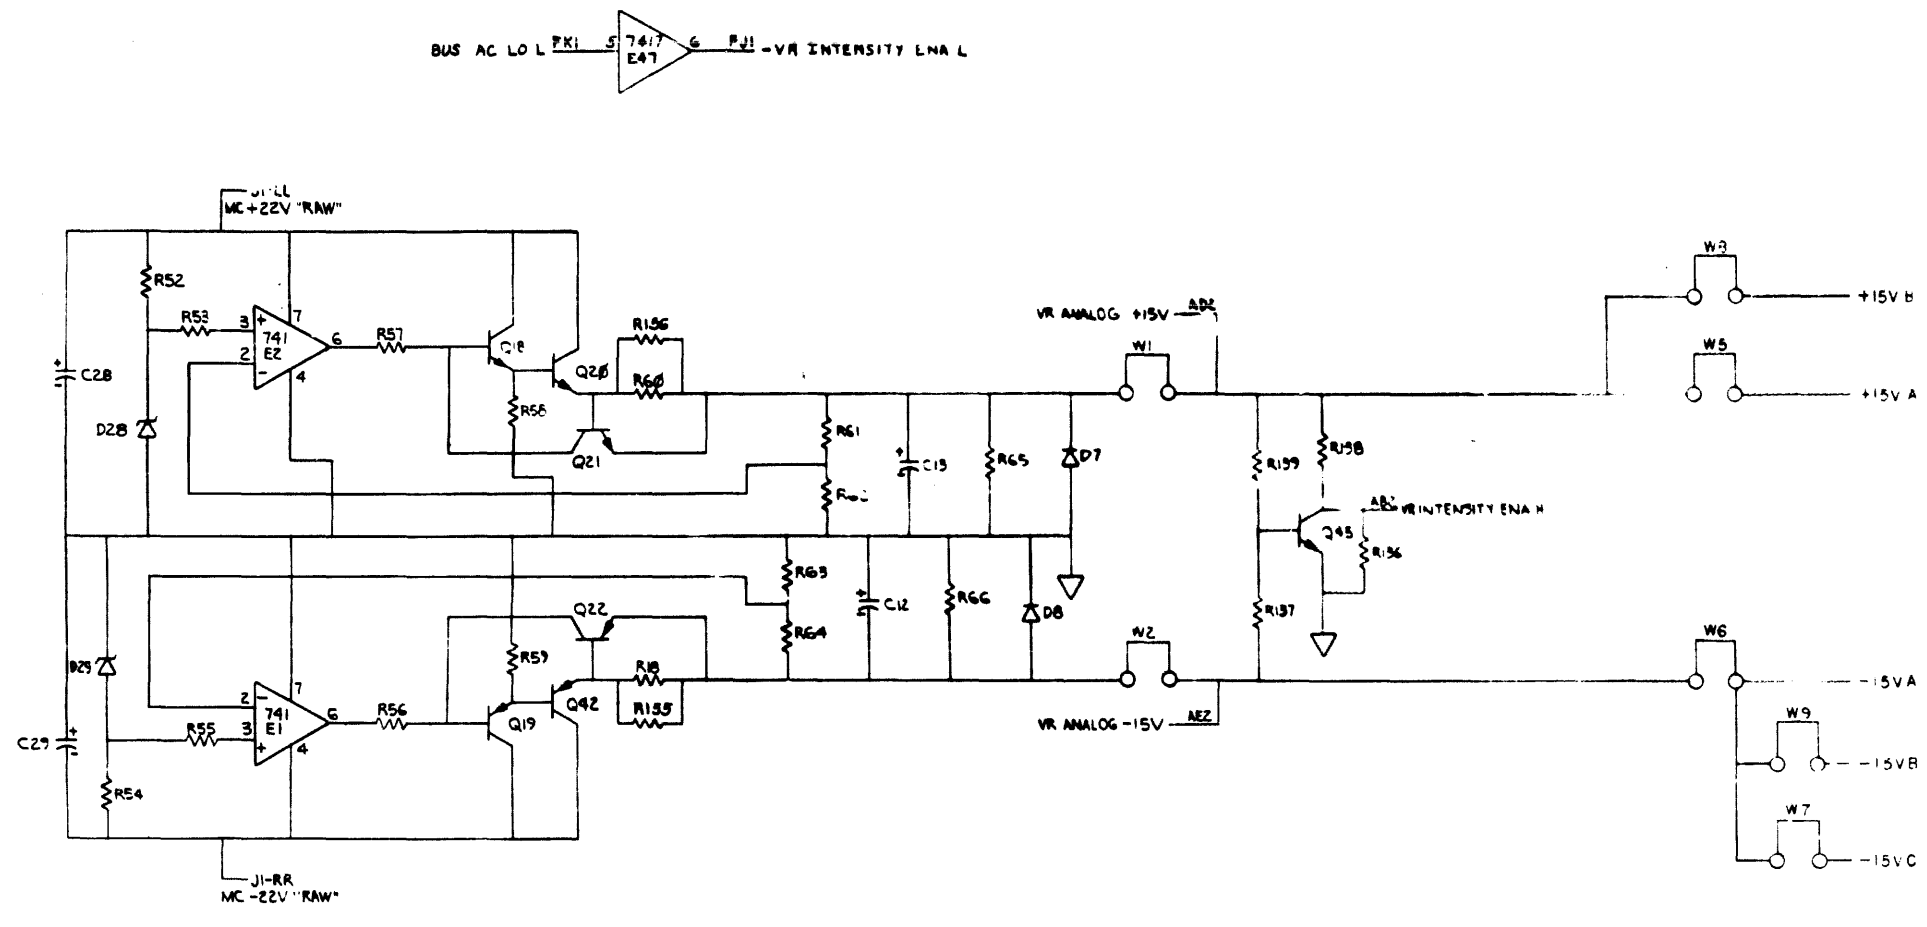 BUS AC LO L FK1 5 7417 6 FJ1 -VR INTENSITY ENA L
E47
J1-LL
MC+22V "RAW"
W3
+15V B
R52
R53
3 + 7
741 6 R57
2 E2
- 4
Q18
Q20
R156
R60
VR ANALOG +15V AD2
W1
W5
+15V A
+ C28 -
D28
R58
Q21
R61
+ C13 -
R65
D7
R139
R138
AB2 VR INTENSITY ENA H
Q45
R136
R63
+ C12 -
R66
D8
R137
Q22
R64
D29
R59
R18
W2
W6
-15V A
2 - 7
741 6 R56
E1
R55 3 + 4
Q19
Q42
R155
VR ANALOG -15V AE2
W9
C29 + -
-15V B
R54
W7
-15V C
J1-RR
MC -22V "RAW"